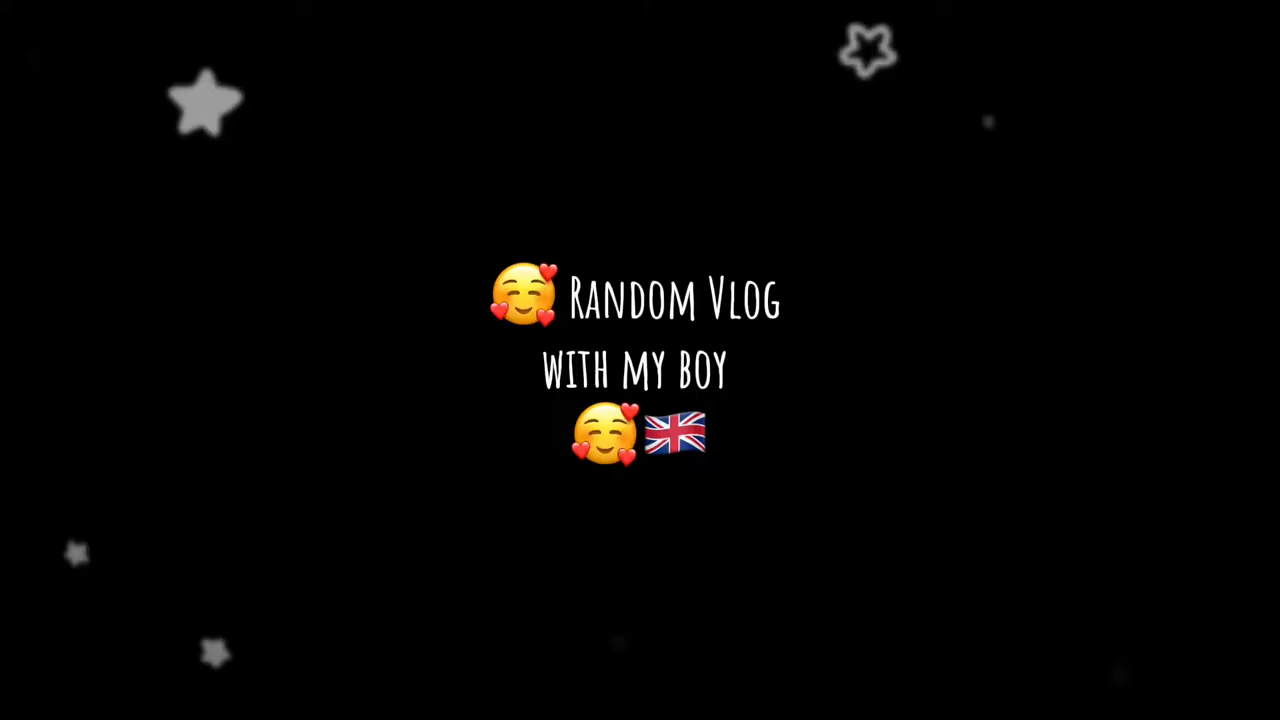 🥰 Random Vlog
with my boy
🥰🇬🇧